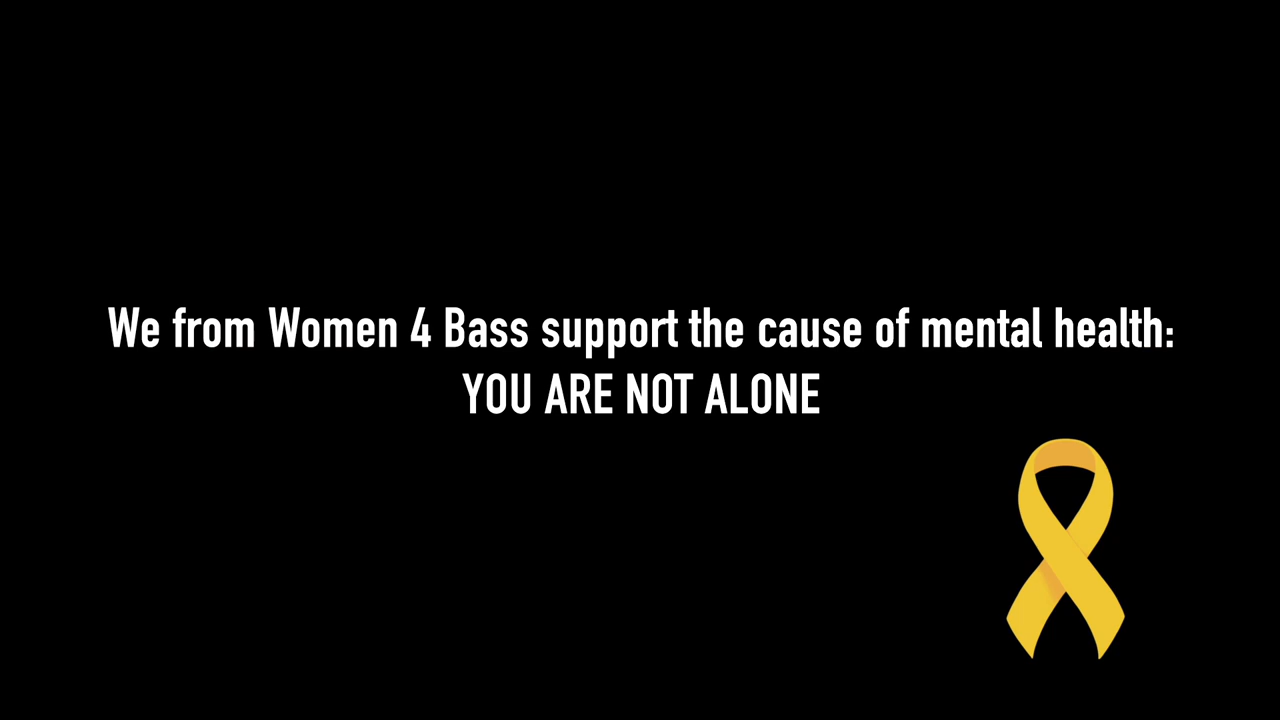 We from Women 4 Bass support the cause of mental health:
YOU ARE NOT ALONE